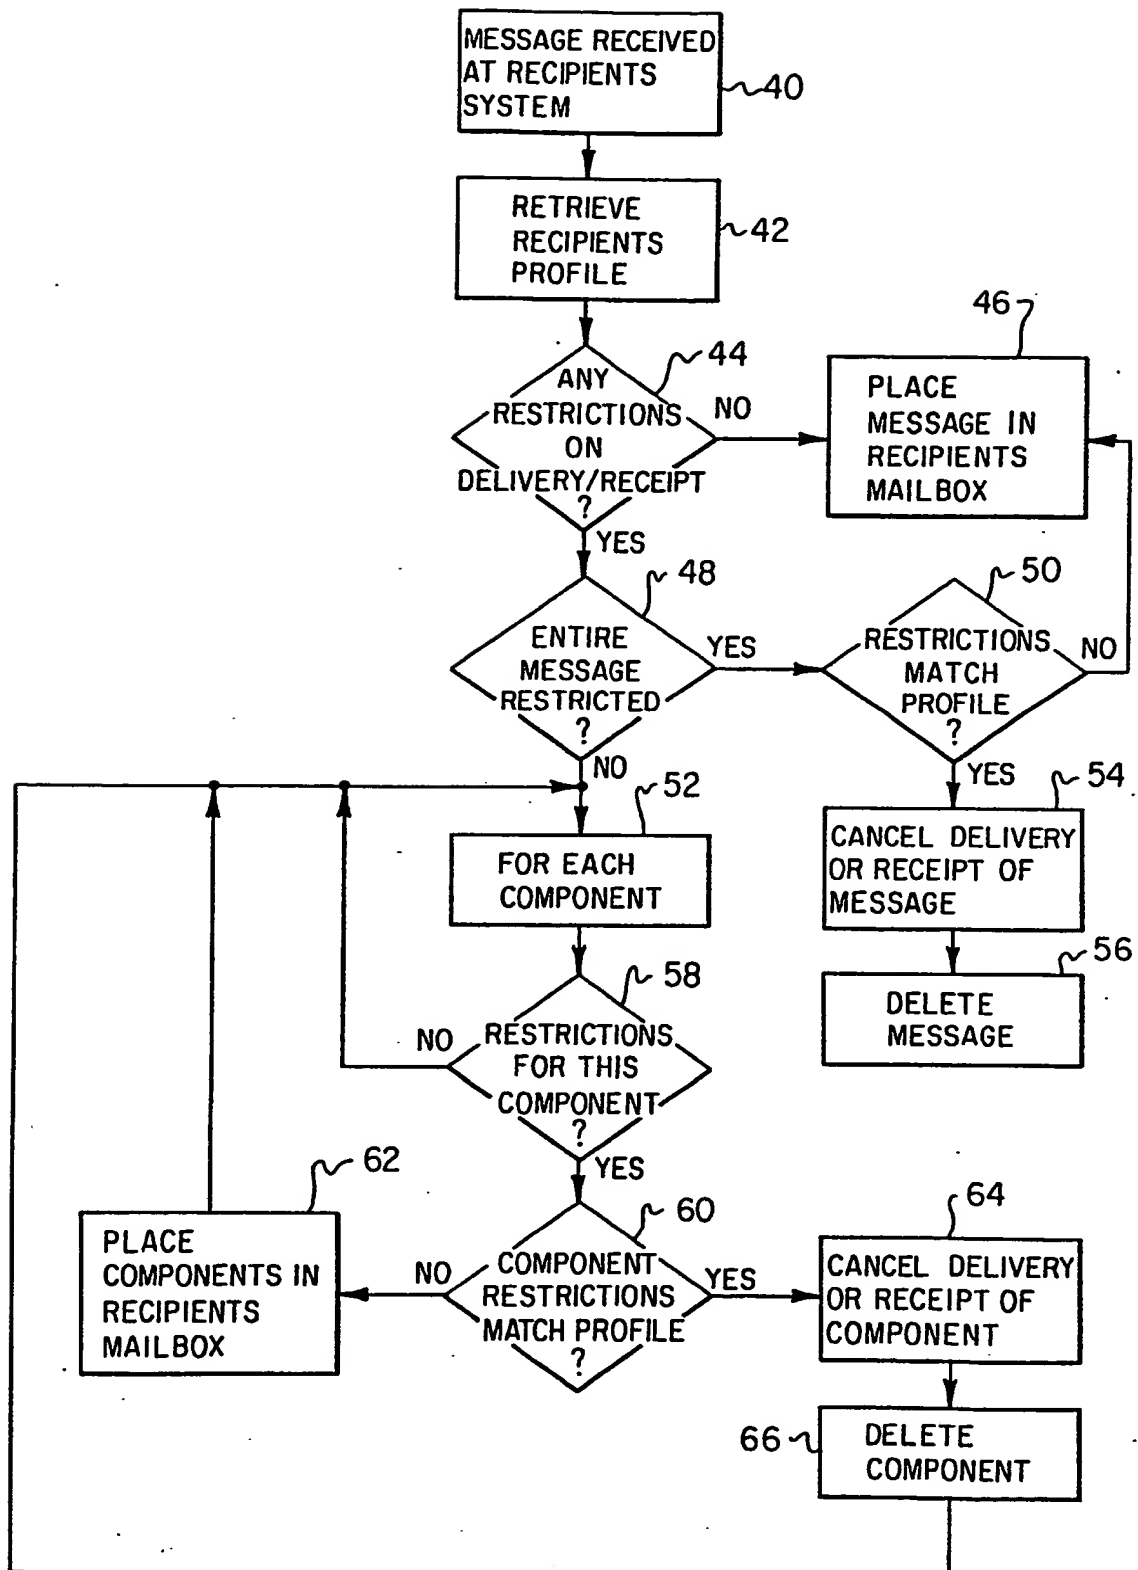 MESSAGE RECEIVED
AT RECIPIENTS
SYSTEM
40
RETRIEVE
RECIPIENTS
PROFILE
42
ANY
RESTRICTIONS
ON
DELIVERY/RECEIPT
?
44
NO
YES
46
PLACE
MESSAGE IN
RECIPIENTS
MAILBOX
48
ENTIRE
MESSAGE
RESTRICTED
?
YES
NO
50
RESTRICTIONS
MATCH
PROFILE
?
NO
YES
52
FOR EACH
COMPONENT
54
CANCEL DELIVERY
OR RECEIPT OF
MESSAGE
56
DELETE
MESSAGE
58
RESTRICTIONS
FOR THIS
COMPONENT
?
NO
YES
60
COMPONENT
RESTRICTIONS
MATCH PROFILE
?
NO
YES
62
PLACE
COMPONENTS IN
RECIPIENTS
MAILBOX
64
CANCEL DELIVERY
OR RECEIPT OF
COMPONENT
66
DELETE
COMPONENT